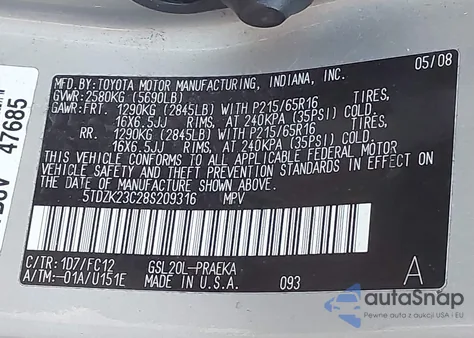 05/08
MFD. BY: TOYOTA MOTOR MANUFACTURING, INDIANA, INC.
GVWR: 2580KG (5690LB)
GAWR: FRT. 1290KG (2845LB) WITH P215/65R16 TIRES,
16X6.5JJ RIMS, AT 240KPA (35PSI) COLD.
RR. 1290KG (2845LB) WITH P215/65R16 TIRES,
16X6.5JJ RIMS, AT 240KPA (35PSI) COLD.
THIS VEHICLE CONFORMS TO ALL APPLICABLE FEDERAL MOTOR
VEHICLE SAFETY AND THEFT PREVENTION STANDARDS IN EFFECT ON
THE DATE OF MANUFACTURE SHOWN ABOVE.
5TDZK23C28S209316 MPV
C/TR: 1D7/FC12 GSL20L-PRAEKA
A/TM: -01A/U151E MADE IN U.S.A. 093 A
47685
autoSnap
Pewne auta z USA i EU